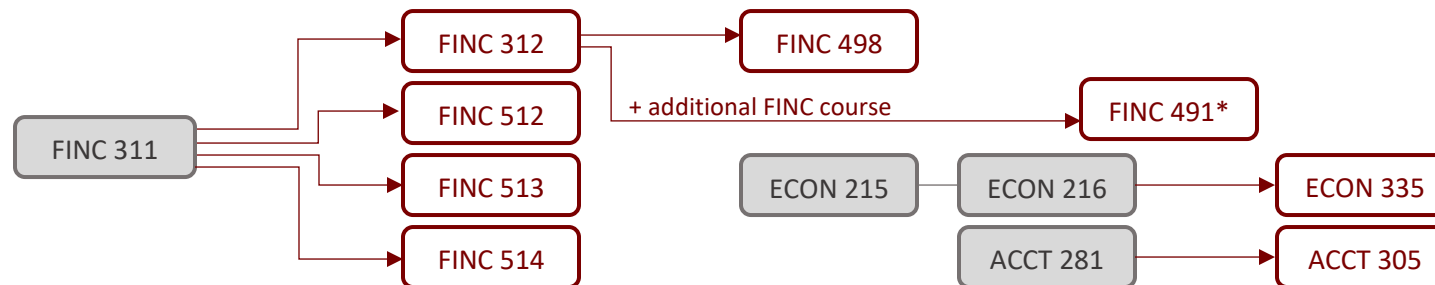 FINC 312
FINC 498
FINC 512
+ additional FINC course
FINC 491*
FINC 311
FINC 513
ECON 215
ECON 216
ECON 335
FINC 514
ACCT 281
ACCT 305